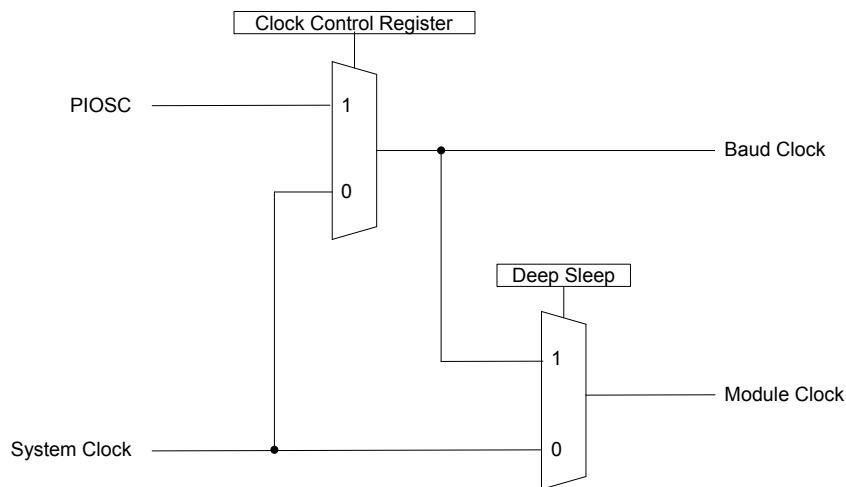 Clock Control Register
PIOSC
1
Baud Clock
0
Deep Sleep
1
Module Clock
System Clock
0